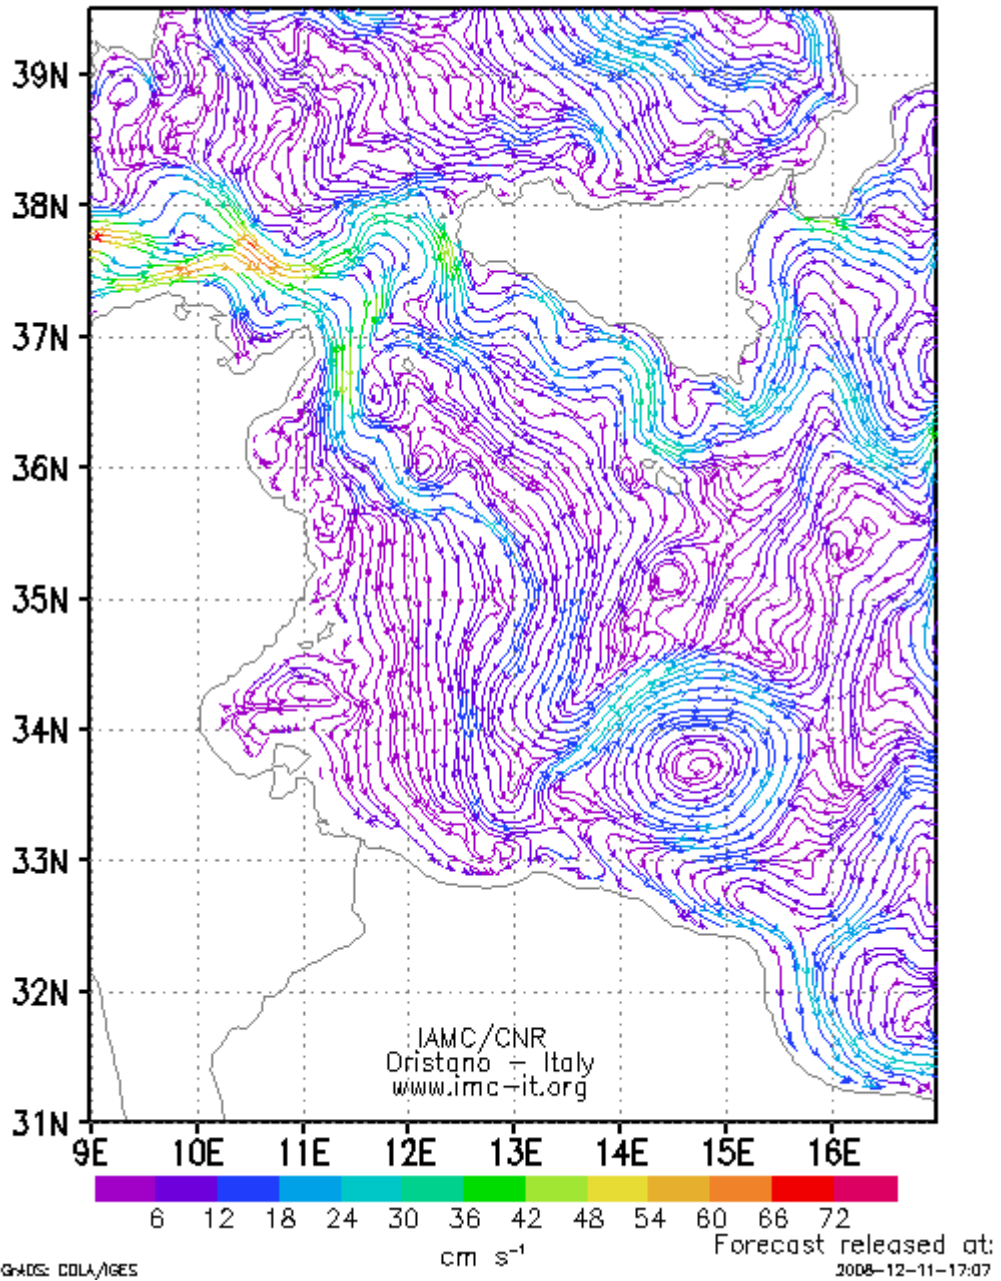 39N
38N
37N
36N
35N
34N
33N
32N
31N
IAMC/CNR
Oristano – Italy
www.imc-it.org
9E 10E 11E 12E 13E 14E 15E 16E
6 12 18 24 30 36 42 48 54 60 66 72
cm s⁻¹
Forecast released at:
GrADS: COLA/IGES 2008-12-11-17:07